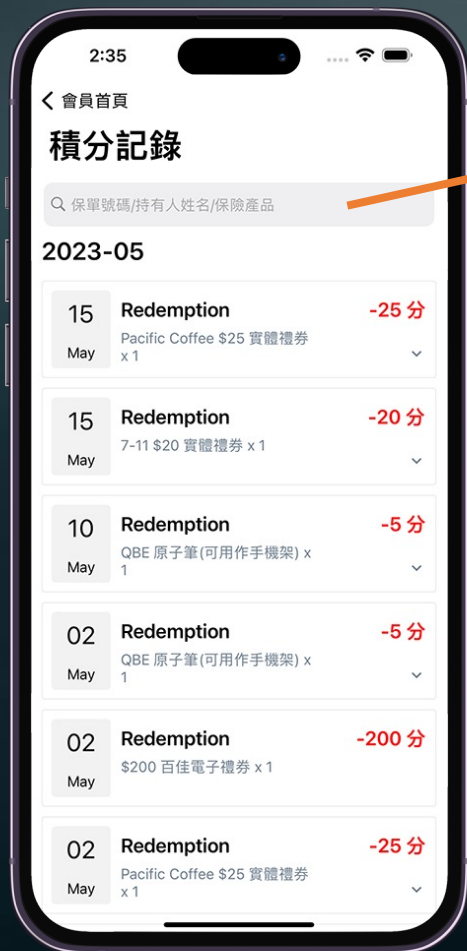 2:35
會員首頁
積分記錄
保單號碼/持有人姓名/保險產品
2023-05
15 Redemption -25 分
Pacific Coffee $25 實體禮券
May x 1
15 Redemption -20 分
7-11 $20 實體禮券 x 1
May
10 Redemption -5 分
QBE 原子筆(可用作手機架) x
May 1
02 Redemption -5 分
QBE 原子筆(可用作手機架) x
May 1
02 Redemption -200 分
$200 百佳電子禮券 x 1
May
02 Redemption -25 分
Pacific Coffee $25 實體禮券
May x 1